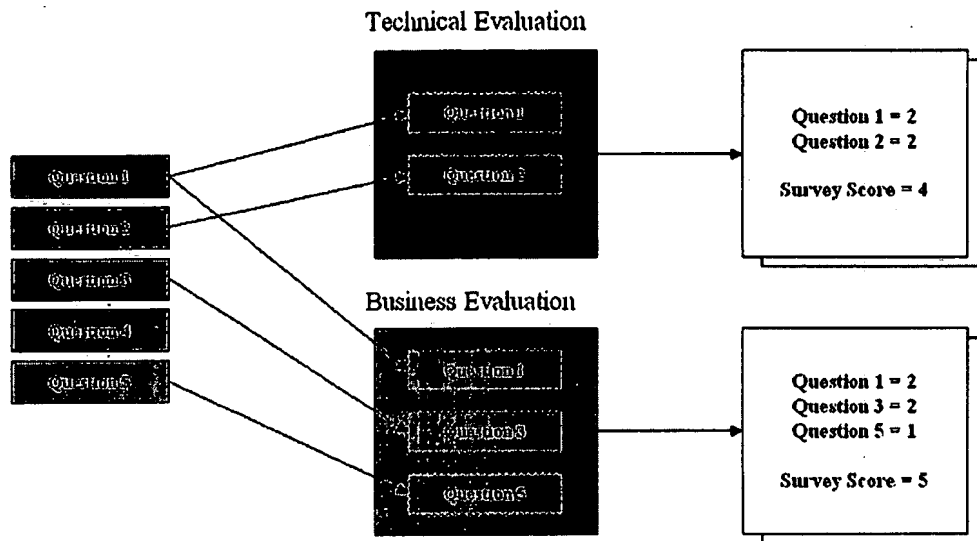 Technical Evaluation
Question 1
Question 2
Question 1
Question 2
Question 3
Question 4
Question 5
Question 1 = 2
Question 2 = 2
Survey Score = 4
Business Evaluation
Question 1
Question 3
Question 5
Question 1 = 2
Question 3 = 2
Question 5 = 1
Survey Score = 5